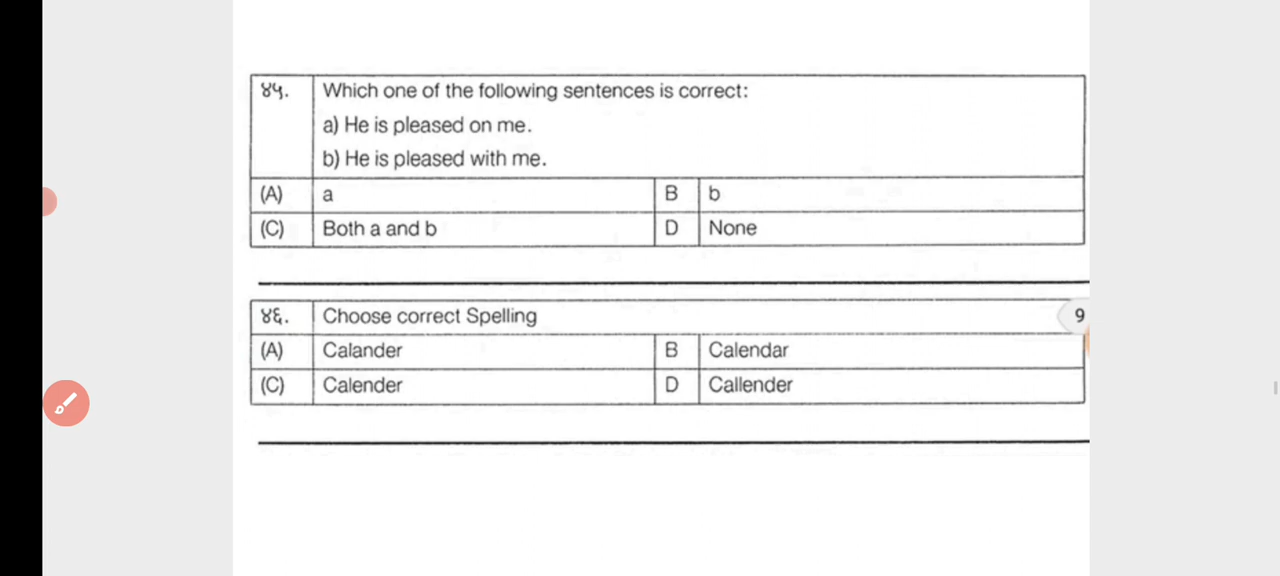 ४५. Which one of the following sentences is correct:
a) He is pleased on me.
b) He is pleased with me.
(A) a B b
(C) Both a and b D None
४६. Choose correct Spelling
9
(A) Calander B Calendar
(C) Calender D Callender